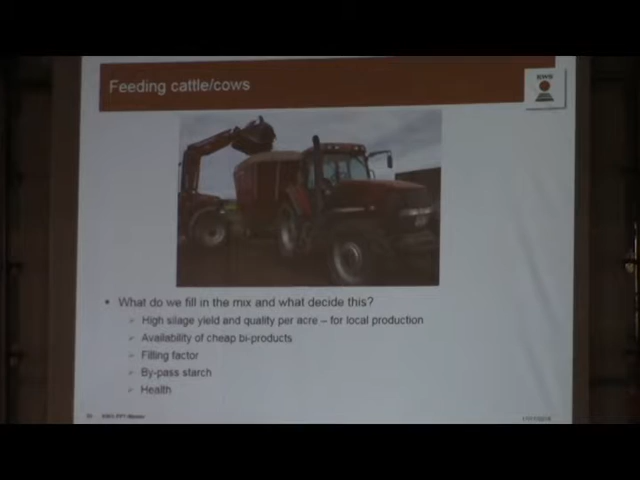 Feeding cattle/cows
KWS
What do we fill in the mix and what decide this?
High silage yield and quality per acre – for local production
Availability of cheap bi-products
Filling factor
By-pass starch
Health